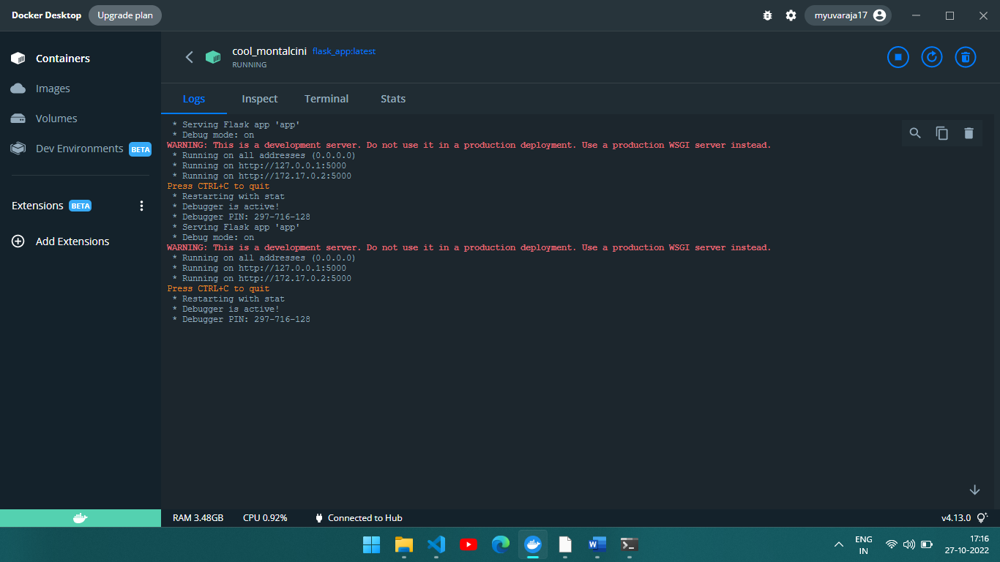 Docker Desktop
Upgrade plan
myuvaraja17
Containers
Images
Volumes
Dev Environments BETA
Extensions BETA
Add Extensions
cool_montalcini flask_app:latest
RUNNING
Logs Inspect Terminal Stats
* Serving Flask app 'app'
* Debug mode: on
WARNING: This is a development server. Do not use it in a production deployment. Use a production WSGI server instead.
* Running on all addresses (0.0.0.0)
* Running on http://127.0.0.1:5000
* Running on http://172.17.0.2:5000
Press CTRL+C to quit
* Restarting with stat
* Debugger is active!
* Debugger PIN: 297-716-128
* Serving Flask app 'app'
* Debug mode: on
WARNING: This is a development server. Do not use it in a production deployment. Use a production WSGI server instead.
* Running on all addresses (0.0.0.0)
* Running on http://127.0.0.1:5000
* Running on http://172.17.0.2:5000
Press CTRL+C to quit
* Restarting with stat
* Debugger is active!
* Debugger PIN: 297-716-128
RAM 3.48GB CPU 0.92% Connected to Hub
v4.13.0
W
ENG
IN
17:16
27-10-2022